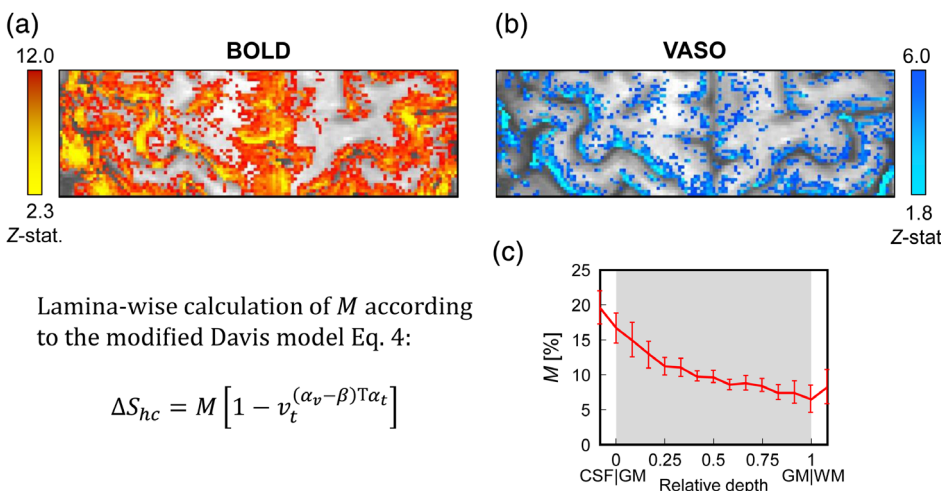 (a)
BOLD
12.0
2.3
Z-stat.
(b)
VASO
6.0
1.8
Z-stat
Lamina-wise calculation of M according
to the modified Davis model Eq. 4:
ΔS_hc = M [1 − v_t^(α_v−β)Tα_t]
(c)
25
20
15
10
5
0
M [%]
0 0.25 0.5 0.75 1
CSF|GM Relative depth GM|WM